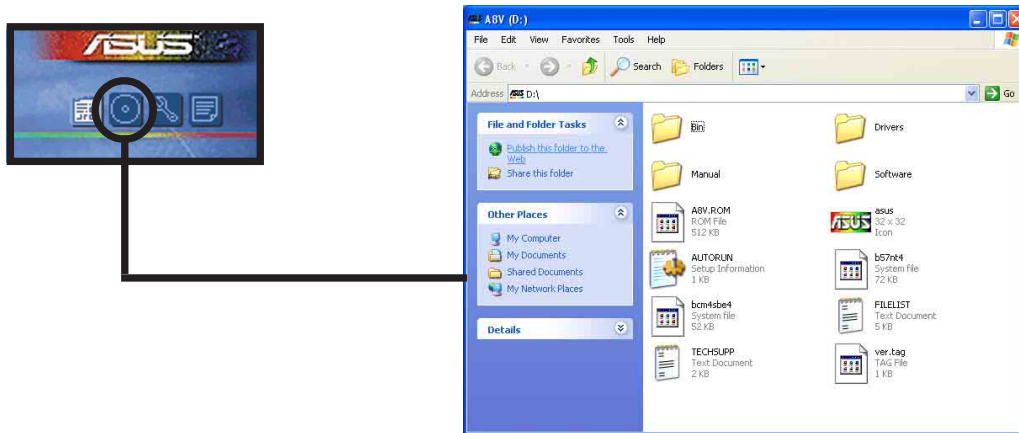 ASUS
A8V (D:)
File Edit View Favorites Tools Help
Back Search Folders
Address D:\ Go
File and Folder Tasks
Publish this folder to the
Web
Share this folder
Other Places
My Computer
My Documents
Shared Documents
My Network Places
Details
Bin
Drivers
Manual
Software
A8V.ROM
ROM File
512 KB
asus
32 x 32
Icon
AUTORUN
Setup Information
1 KB
b57nt4
System file
72 KB
bcm4sbe4
System file
52 KB
FILELIST
Text Document
5 KB
TECHSUPP
Text Document
2 KB
ver.tag
TAG File
1 KB